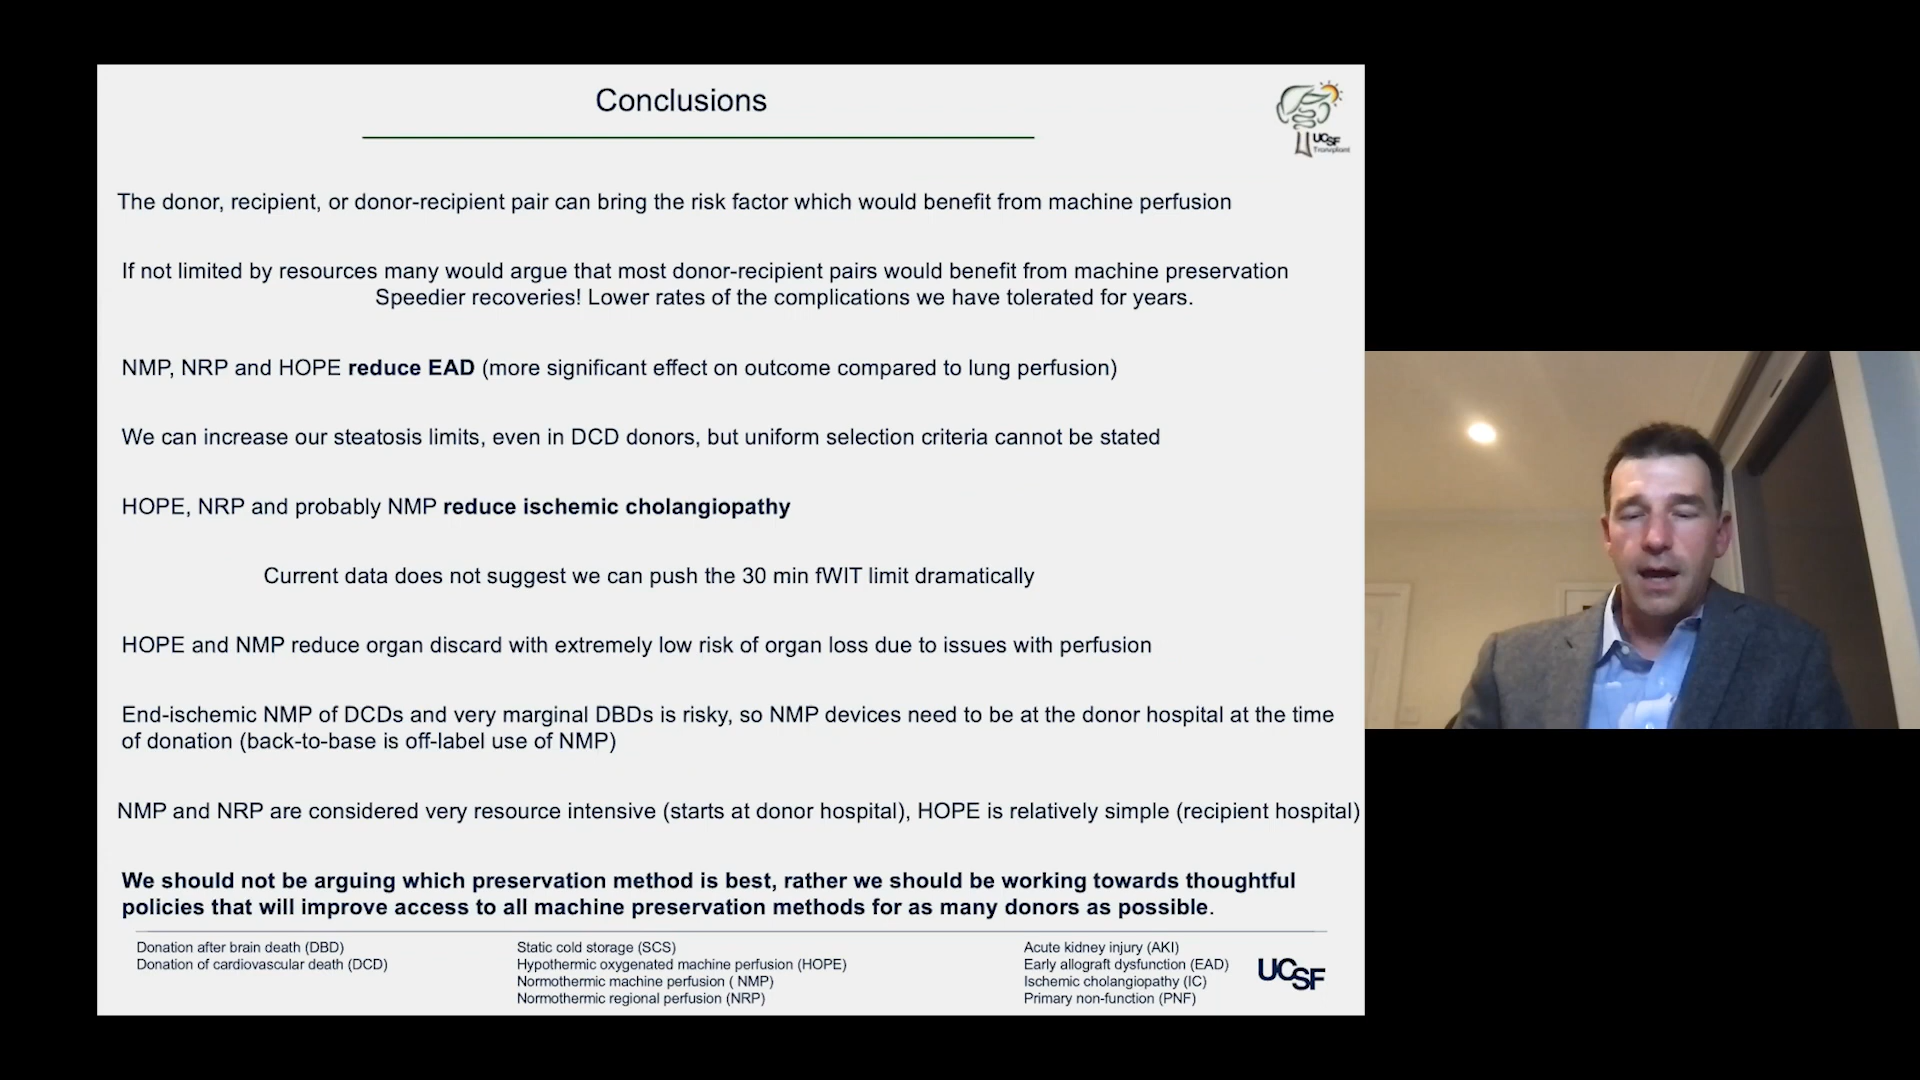 Conclusions
UCSF
Transplant
The donor, recipient, or donor-recipient pair can bring the risk factor which would benefit from machine perfusion
If not limited by resources many would argue that most donor-recipient pairs would benefit from machine preservation
Speedier recoveries! Lower rates of the complications we have tolerated for years.
NMP, NRP and HOPE reduce EAD (more significant effect on outcome compared to lung perfusion)
We can increase our steatosis limits, even in DCD donors, but uniform selection criteria cannot be stated
HOPE, NRP and probably NMP reduce ischemic cholangiopathy
Current data does not suggest we can push the 30 min fWIT limit dramatically
HOPE and NMP reduce organ discard with extremely low risk of organ loss due to issues with perfusion
End-ischemic NMP of DCDs and very marginal DBDs is risky, so NMP devices need to be at the donor hospital at the time
of donation (back-to-base is off-label use of NMP)
NMP and NRP are considered very resource intensive (starts at donor hospital), HOPE is relatively simple (recipient hospital)
We should not be arguing which preservation method is best, rather we should be working towards thoughtful
policies that will improve access to all machine preservation methods for as many donors as possible.
Donation after brain death (DBD)
Donation of cardiovascular death (DCD)
Static cold storage (SCS)
Hypothermic oxygenated machine perfusion (HOPE)
Normothermic machine perfusion ( NMP)
Normothermic regional perfusion (NRP)
Acute kidney injury (AKI)
Early allograft dysfunction (EAD)
Ischemic cholangiopathy (IC)
Primary non-function (PNF)
UCSF